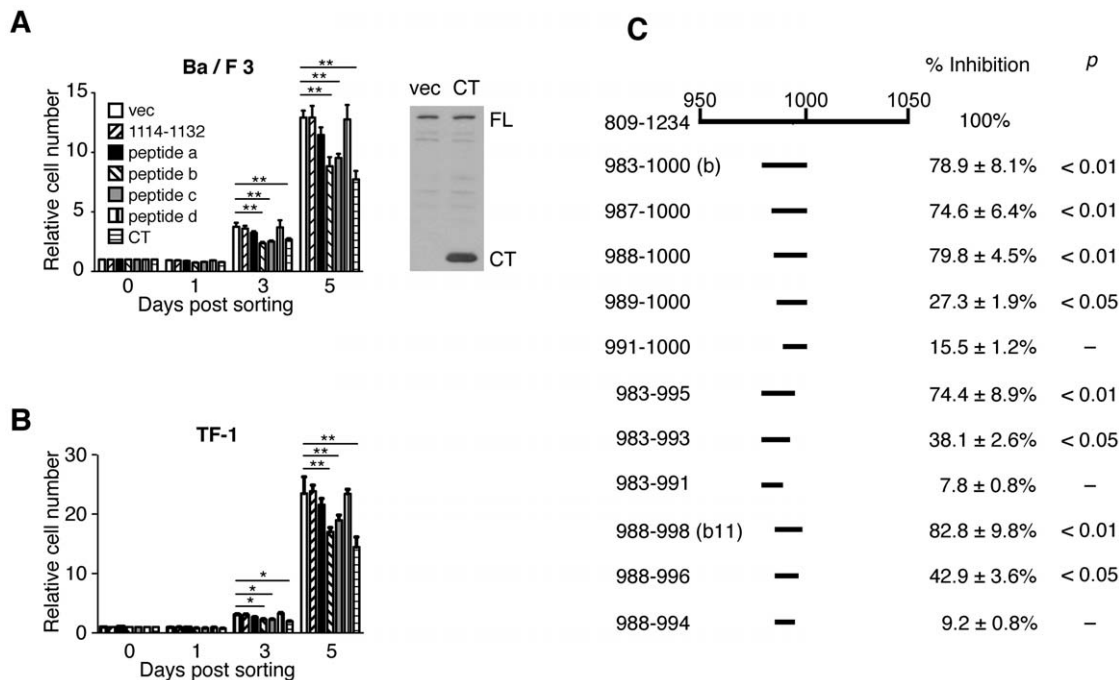 A
Ba / F 3
Relative cell number
15
10
5
0
vec
1114-1132
peptide a
peptide b
peptide c
peptide d
CT
**
**
**
**
**
**
0
1
3
5
Days post sorting
vec
CT
FL
CT
B
TF-1
Relative cell number
30
20
10
0
*
*
*
**
**
**
0
1
3
5
Days post sorting
C
% Inhibition
p
950
1000
1050
809-1234 100%
983-1000 (b) 78.9 ± 8.1% < 0.01
987-1000 74.6 ± 6.4% < 0.01
988-1000 79.8 ± 4.5% < 0.01
989-1000 27.3 ± 1.9% < 0.05
991-1000 15.5 ± 1.2% –
983-995 74.4 ± 8.9% < 0.01
983-993 38.1 ± 2.6% < 0.05
983-991 7.8 ± 0.8% –
988-998 (b11) 82.8 ± 9.8% < 0.01
988-996 42.9 ± 3.6% < 0.05
988-994 9.2 ± 0.8% –